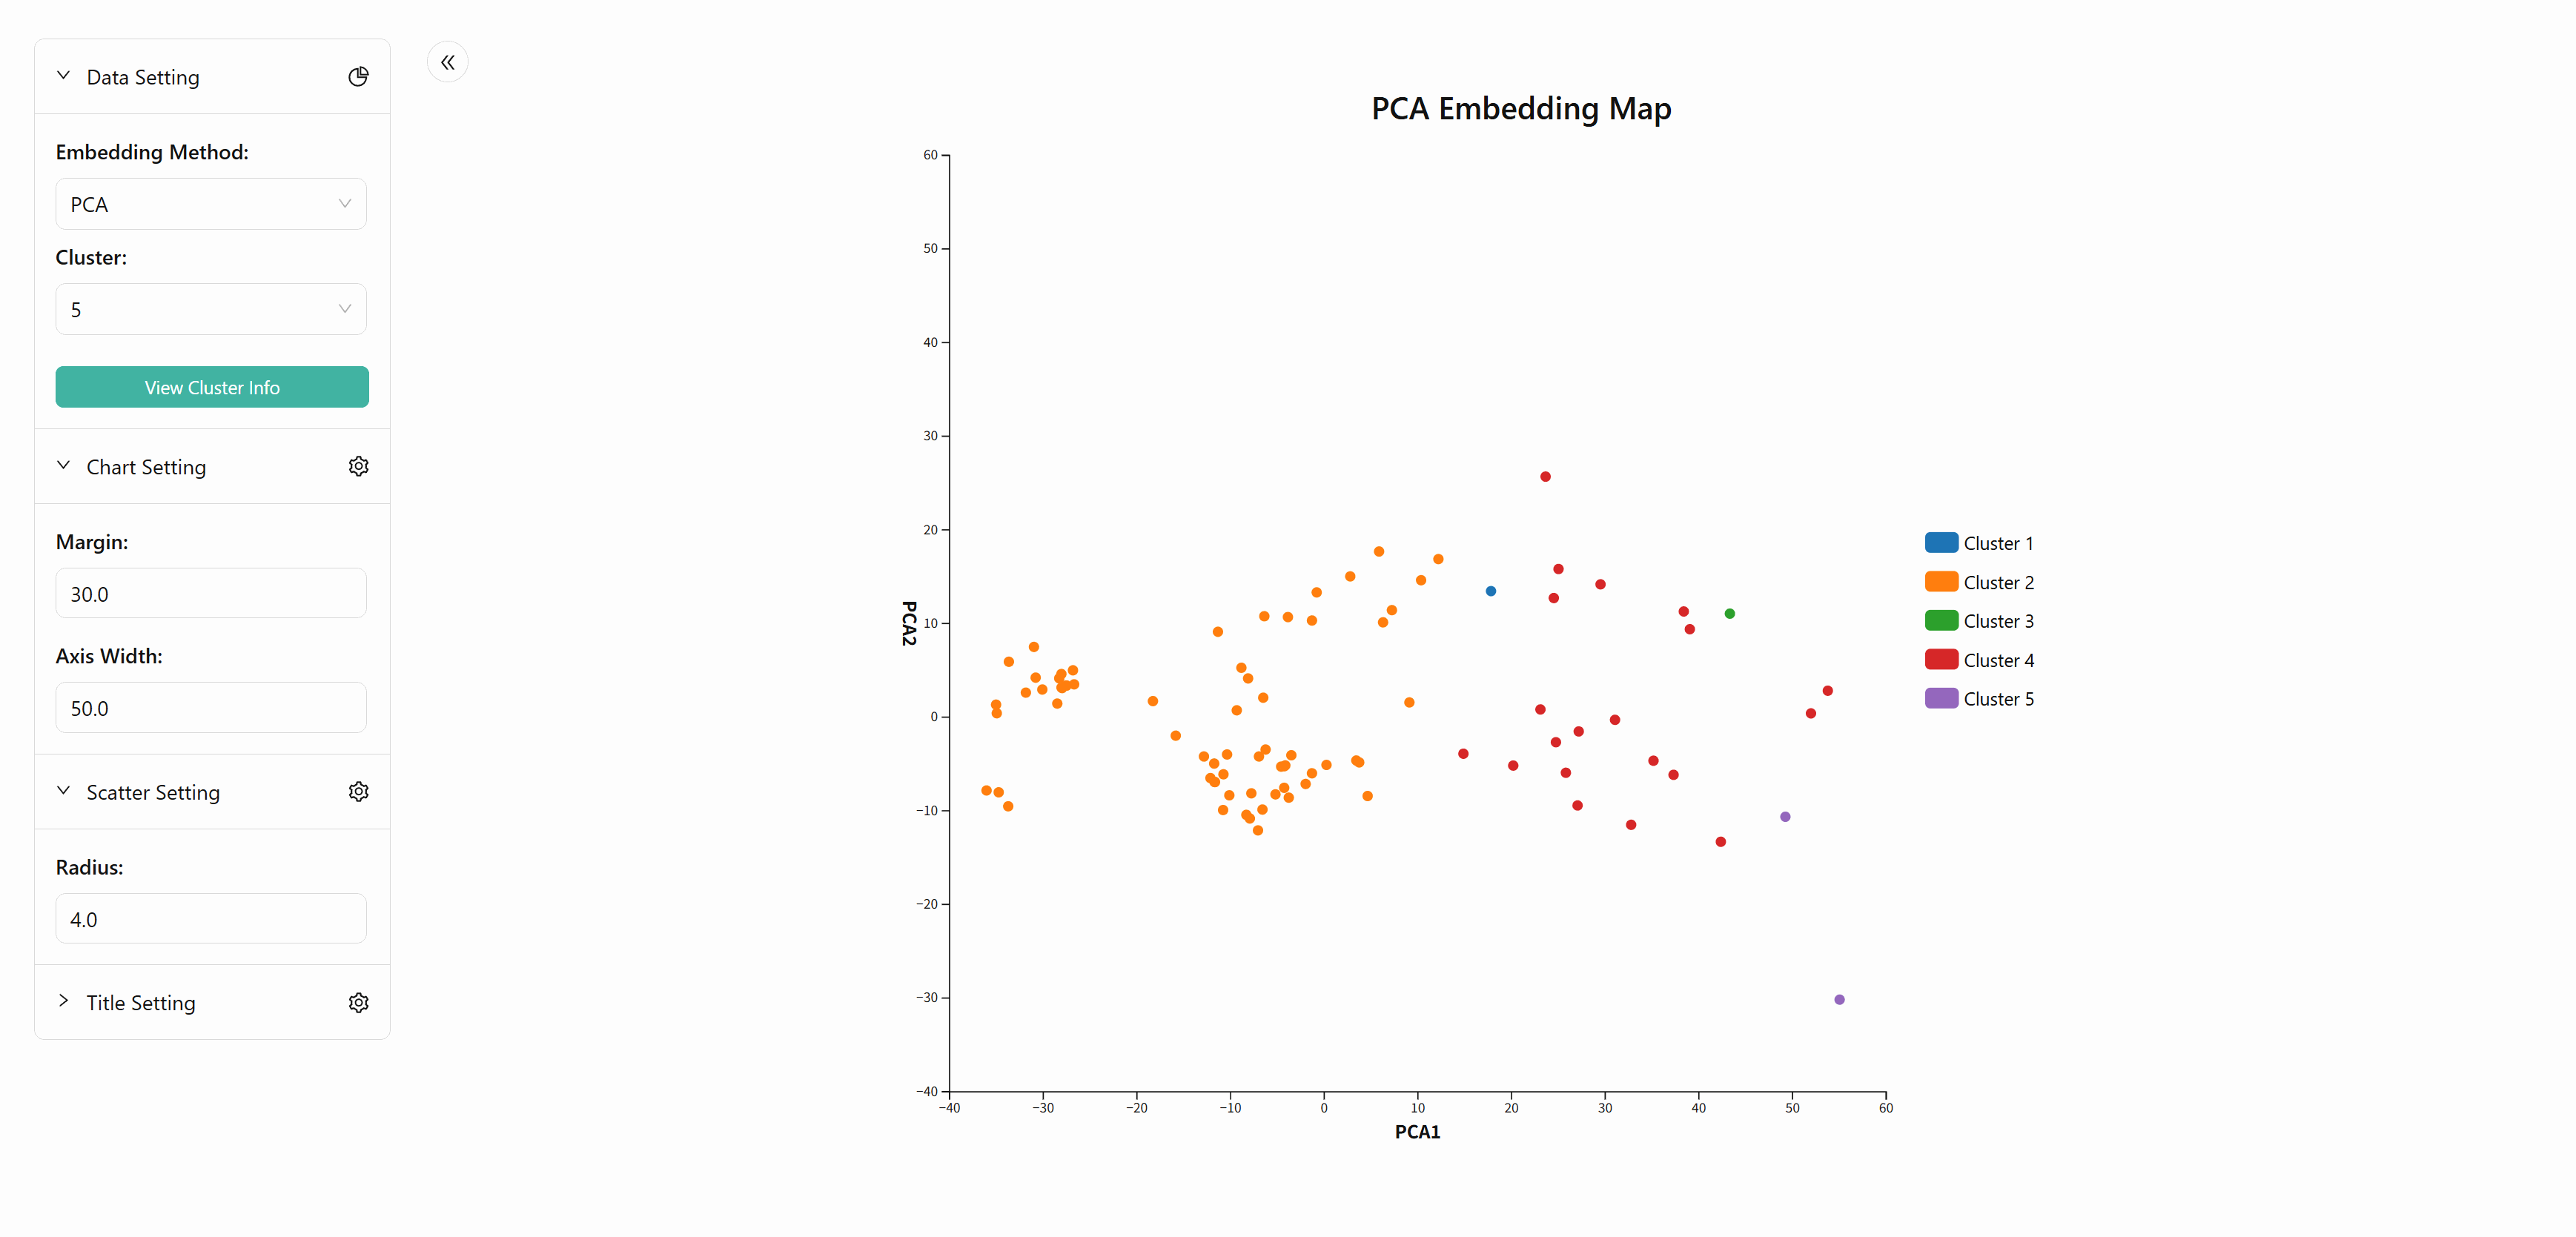 Data Setting
Embedding Method:
PCA
Cluster:
5
View Cluster Info
Chart Setting
Margin:
30.0
Axis Width:
50.0
Scatter Setting
Radius:
4.0
Title Setting
PCA Embedding Map
60
50
40
30
20
10
0
−10
−20
−30
−40
PCA2
−40 −30 −20 −10 0 10 20 30 40 50 60
PCA1
Cluster 1
Cluster 2
Cluster 3
Cluster 4
Cluster 5